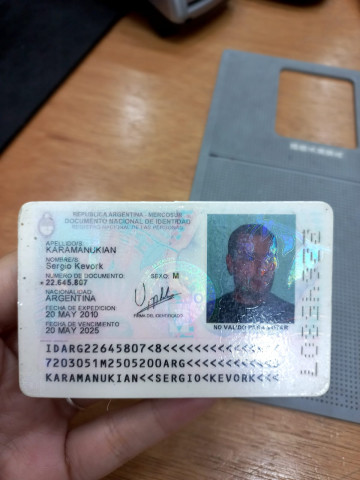 REPUBLICA ARGENTINA - MERCOSUR
DOCUMENTO NACIONAL DE IDENTIDAD
REGISTRO NACIONAL DE LAS PERSONAS
APELLIDO/S
KARAMANUKIAN
NOMBRE/S
Sergio Kevork
NUMERO DE DOCUMENTO SEXO: M
22.645.807
NACIONALIDAD
ARGENTINA
FECHA DE EXPEDICION
20 MAY 2010
FIRMA DEL IDENTIFICADO
FECHA DE VENCIMIENTO
20 MAY 2025
NO VALIDO PARA VOTAR
IDARG22645807<8<<<<<<<<<<<<<<<
7203051M2505200ARG<<<<<<<<<<<
KARAMANUKIAN<<SERGIO<KEVORK<<<